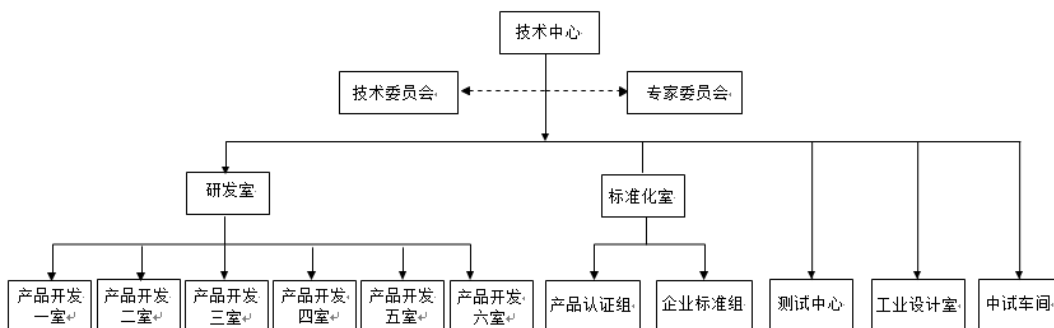 技术中心
技术委员会
专家委员会
研发室
标准化室
产品开发
一室
产品开发
二室
产品开发
三室
产品开发
四室
产品开发
五室
产品开发
六室
产品认证组
企业标准组
测试中心
工业设计室
中试车间